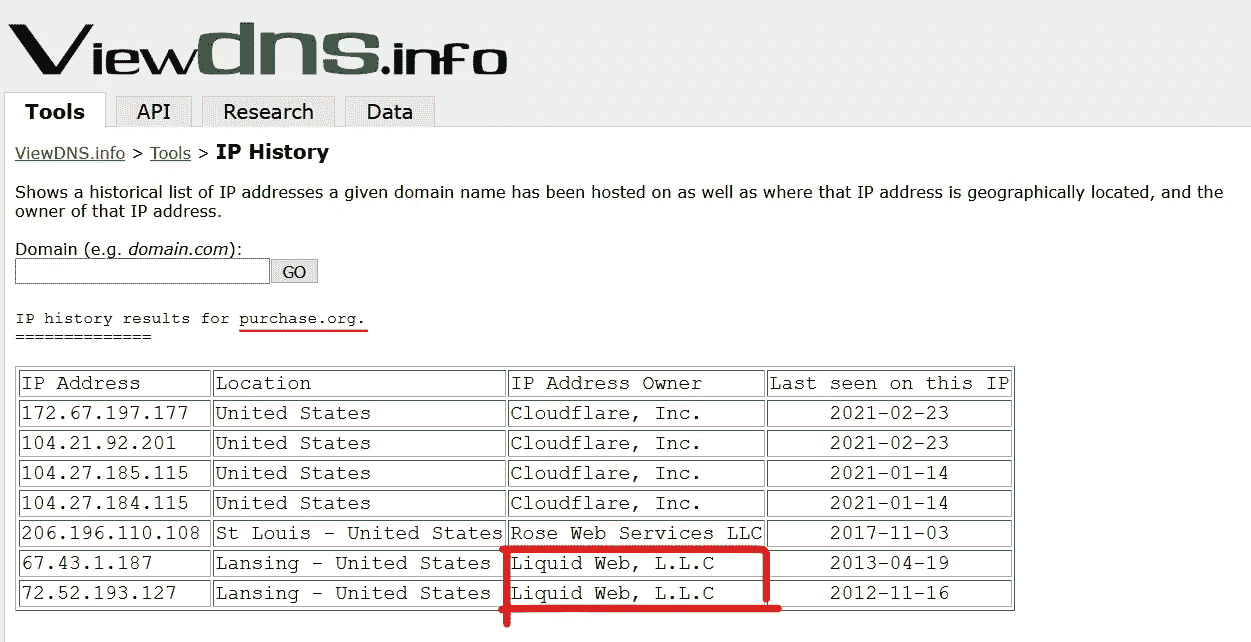 Viewdns.info
Tools API Research Data
ViewDNS.info > Tools > IP History
Shows a historical list of IP addresses a given domain name has been hosted on as well as where that IP address is geographically located, and the
owner of that IP address.
Domain (e.g. domain.com):
GO
IP history results for purchase.org.
==============
IP Address Location IP Address Owner Last seen on this IP
172.67.197.177 United States Cloudflare, Inc. 2021-02-23
104.21.92.201 United States Cloudflare, Inc. 2021-02-23
104.27.185.115 United States Cloudflare, Inc. 2021-01-14
104.27.184.115 United States Cloudflare, Inc. 2021-01-14
206.196.110.108 St Louis - United States Rose Web Services LLC 2017-11-03
67.43.1.187 Lansing - United States Liquid Web, L.L.C 2013-04-19
72.52.193.127 Lansing - United States Liquid Web, L.L.C 2012-11-16